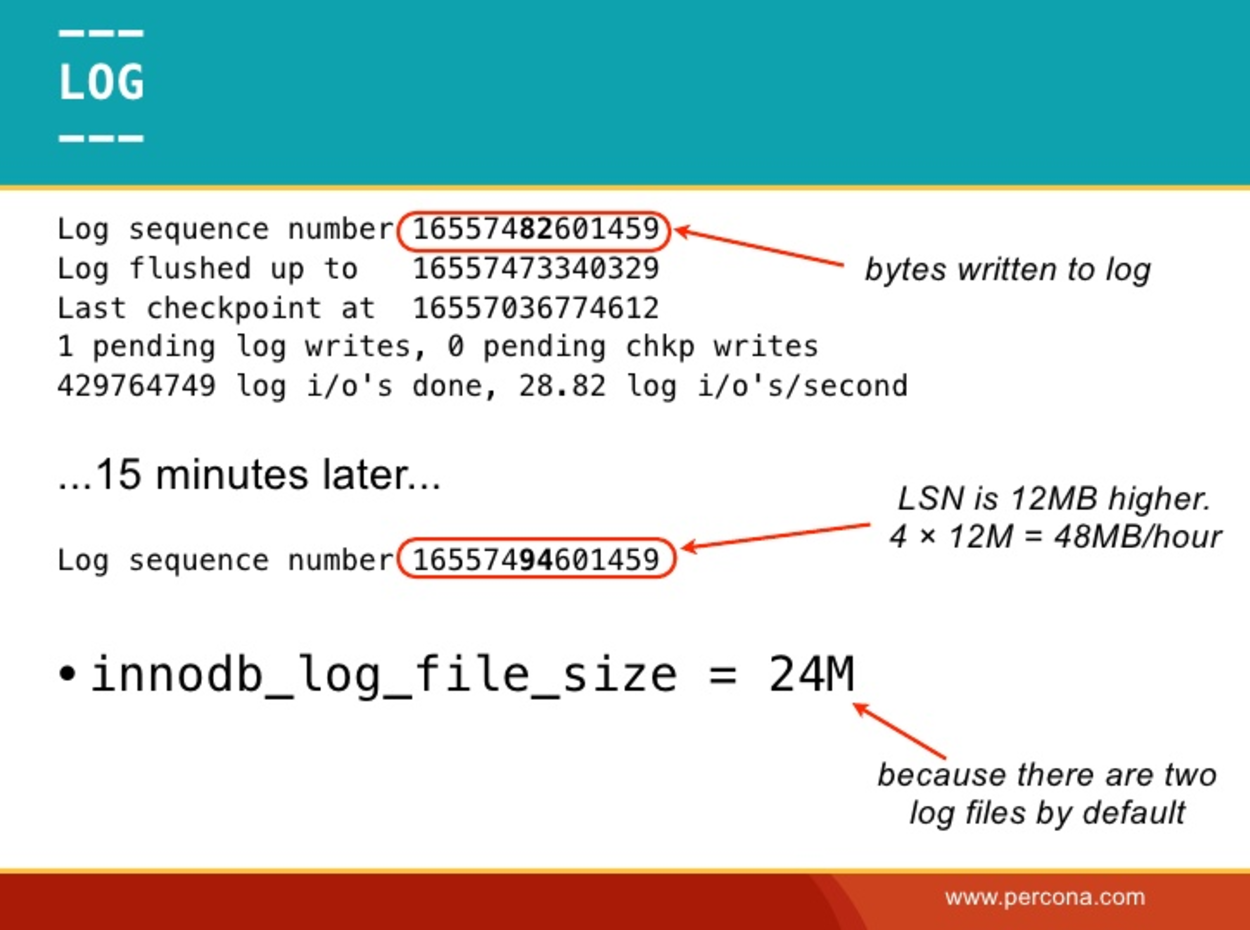 ---
LOG
---
Log sequence number 16557482601459
Log flushed up to 16557473340329
Last checkpoint at 16557036774612
1 pending log writes, 0 pending chkp writes
429764749 log i/o's done, 28.82 log i/o's/second
bytes written to log
...15 minutes later...
LSN is 12MB higher.
4 × 12M = 48MB/hour
Log sequence number 16557494601459
• innodb_log_file_size = 24M
because there are two
log files by default
www.percona.com